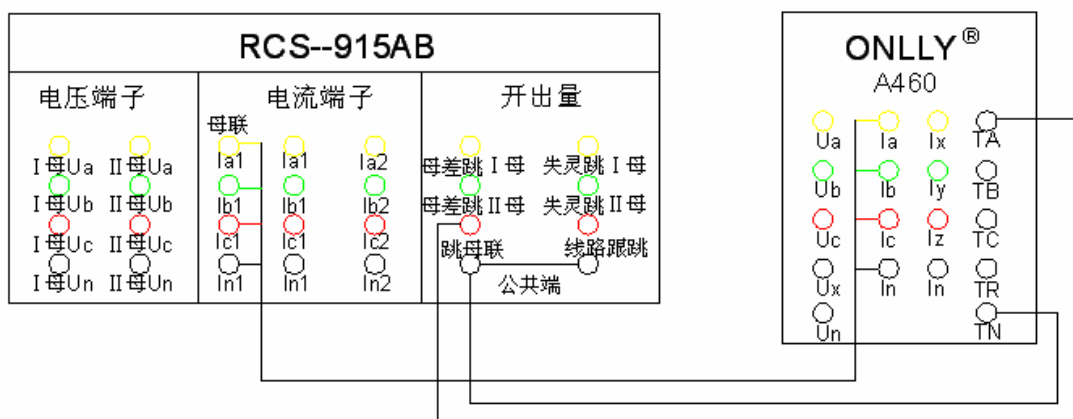 RCS--915AB
电压端子 电流端子 开出量
母联
I母Ua II母Ua Ia1 Ia1 Ia2 母差跳I母 失灵跳I母
I母Ub II母Ub Ib1 Ib1 Ib2 母差跳II母 失灵跳II母
I母Uc II母Uc Ic1 Ic1 Ic2 跳母联 线路跟跳
I母Un II母Un In1 In1 In2 公共端
ONLLY®
A460
Ua Ia Ix TA
Ub Ib Iy TB
Uc Ic Iz TC
Ux In In TR
Un TN